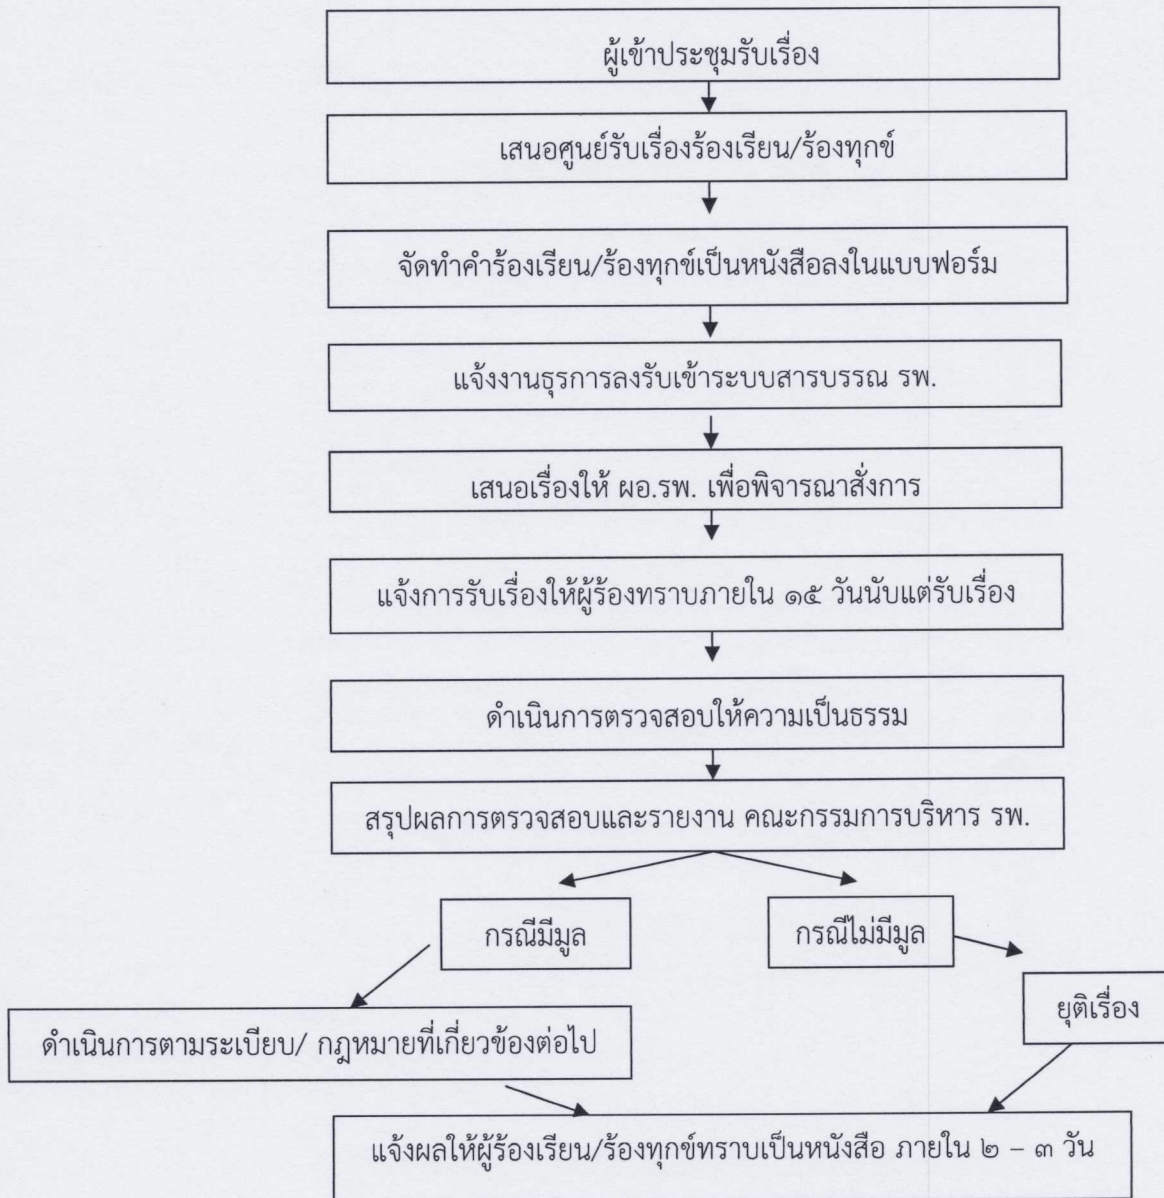 ผู้เข้าประชุมรับเรื่อง
เสนอศูนย์รับเรื่องร้องเรียน/ร้องทุกข์
จัดทำคำร้องเรียน/ร้องทุกข์เป็นหนังสือลงในแบบฟอร์ม
แจ้งงานธุรการลงรับเข้าระบบสารบรรณ รพ.
เสนอเรื่องให้ ผอ.รพ. เพื่อพิจารณาสั่งการ
แจ้งการรับเรื่องให้ผู้ร้องทราบภายใน ๑๕ วันนับแต่รับเรื่อง
ดำเนินการตรวจสอบให้ความเป็นธรรม
สรุปผลการตรวจสอบและรายงาน คณะกรรมการบริหาร รพ.
กรณีมีมูล
กรณีไม่มีมูล
ยุติเรื่อง
ดำเนินการตามระเบียบ/ กฎหมายที่เกี่ยวข้องต่อไป
แจ้งผลให้ผู้ร้องเรียน/ร้องทุกข์ทราบเป็นหนังสือ ภายใน ๒ – ๓ วัน